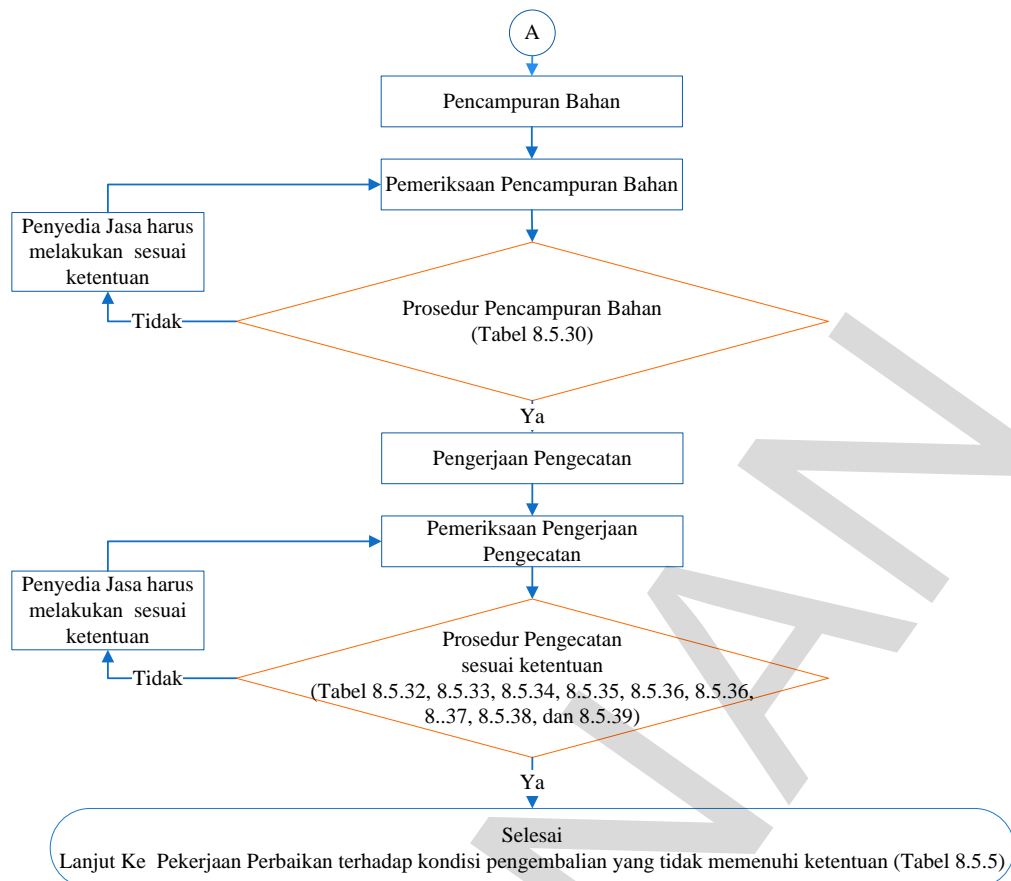 A
Pencampuran Bahan
Pemeriksaan Pencampuran Bahan
Penyedia Jasa harus
melakukan sesuai
ketentuan
Prosedur Pencampuran Bahan
(Tabel 8.5.30)
Tidak
Ya
Pengerjaan Pengecatan
Pemeriksaan Pengerjaan
Pengecatan
Penyedia Jasa harus
melakukan sesuai
ketentuan
Prosedur Pengecatan
sesuai ketentuan
(Tabel 8.5.32, 8.5.33, 8.5.34, 8.5.35, 8.5.36, 8.5.36,
8..37, 8.5.38, dan 8.5.39)
Tidak
Ya
Selesai
Lanjut Ke Pekerjaan Perbaikan terhadap kondisi pengembalian yang tidak memenuhi ketentuan (Tabel 8.5.5)